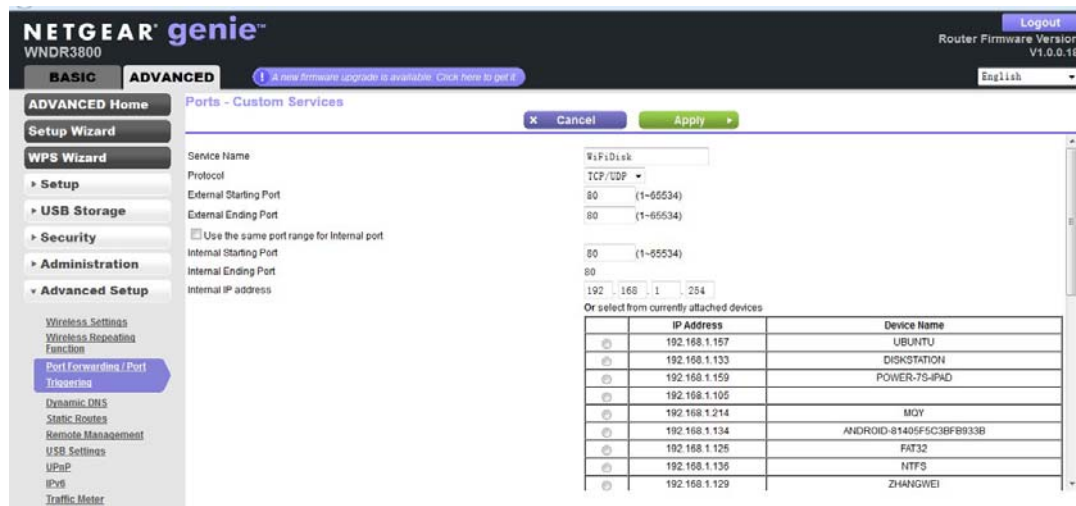 NETGEAR® genie™
WNDR3800
Logout
Router Firmware Version
V1.0.0.18
BASIC
ADVANCED
A new firmware upgrade is available. Click here to get it
English
ADVANCED Home
Setup Wizard
WPS Wizard
Setup
USB Storage
Security
Administration
Advanced Setup
Wireless Settings
Wireless Repeating
Function
Port Forwarding / Port
Triggering
Dynamic DNS
Static Routes
Remote Management
USB Settings
UPnP
IPv6
Traffic Meter
Ports - Custom Services
X Cancel
Apply
Service Name WiFiDisk
Protocol TCP/UDP
External Starting Port 80 (1~65534)
External Ending Port 80 (1~65534)
Use the same port range for Internal port
Internal Starting Port 80 (1~65534)
Internal Ending Port 80
Internal IP address 192 . 168 . 1 . 254
Or select from currently attached devices
IP Address Device Name
192.168.1.157 UBUNTU
192.168.1.133 DISKSTATION
192.168.1.159 POWER-7S-IPAD
192.168.1.105
192.168.1.214 MQY
192.168.1.134 ANDROID-81405F5C3BFB933B
192.168.1.125 FAT32
192.168.1.136 NTFS
192.168.1.129 ZHANGWEI